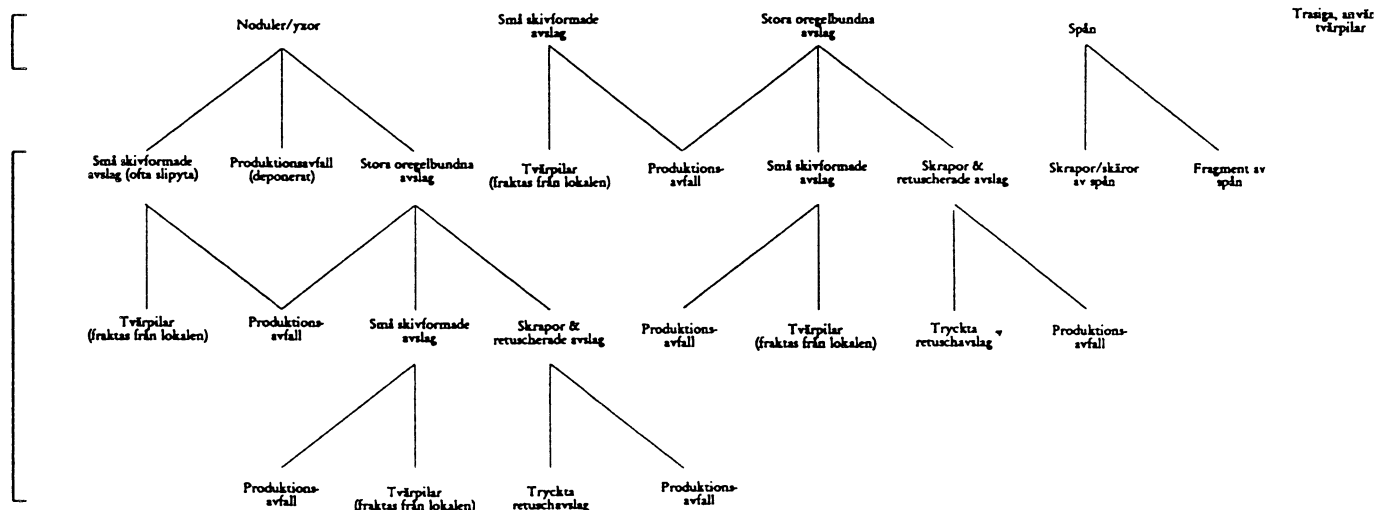 Noduler/yxor
Små skivformade
avslag
Stora oregelbundna
avslag
Spån
Trasiga,
tvärpilar
Små skivformade
avslag (ofta slipyta)
Produktionsavfall
(deponerat)
Stora oregelbundna
avslag
Tvärpilar
(fraktas från lokalen)
Produktions-
avfall
Små skivformade
avslag
Skrapor &
retuscherade avslag
Skrapor/skäror
av spån
Fragment av
spån
Tvärpilar
(fraktas från lokalen)
Produktions-
avfall
Små skivformade
avslag
Skrapor &
retuscherade avslag
Produktions-
avfall
Tvärpilar
(fraktas från lokalen)
Tryckta
retuschavslag
Produktions-
avfall
Produktions-
avfall
Tvärpilar
(fraktas från lokalen)
Tryckta
retuschavslag
Produktions-
avfall